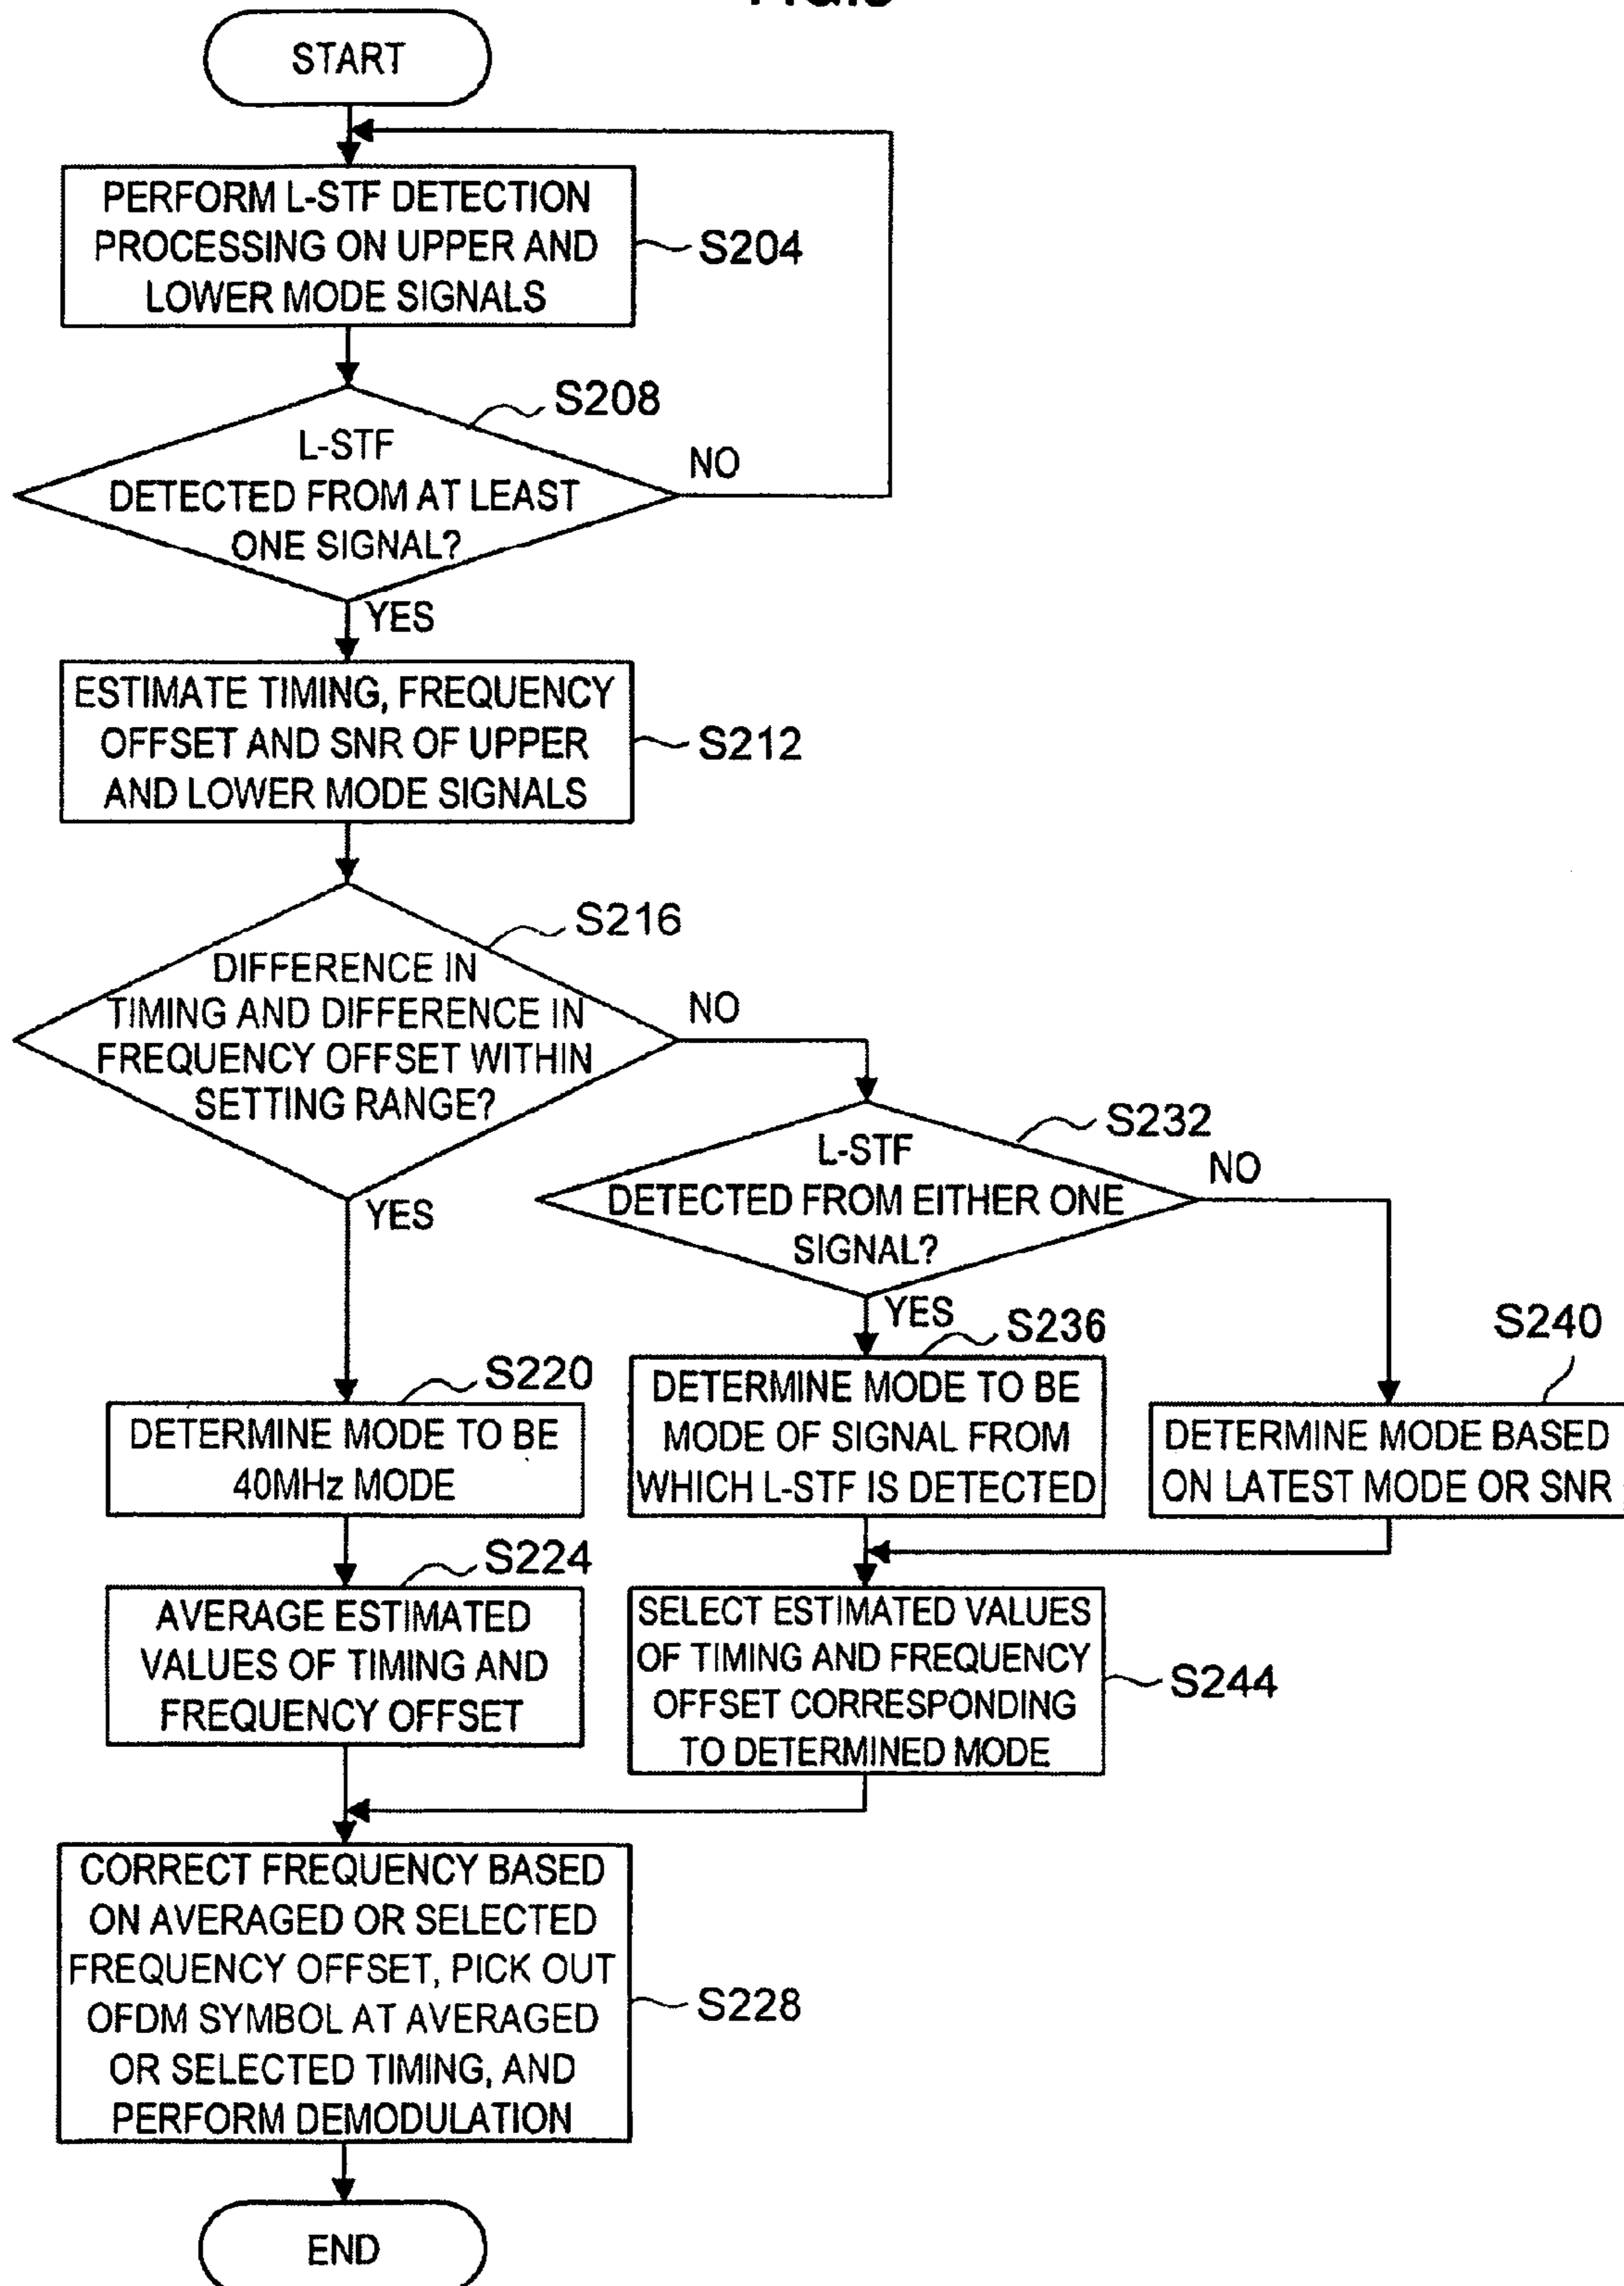 START
PERFORM L-STF DETECTION
PROCESSING ON UPPER AND
LOWER MODE SIGNALS
S204
S208
L-STF
DETECTED FROM AT LEAST
ONE SIGNAL?
NO
YES
ESTIMATE TIMING, FREQUENCY
OFFSET AND SNR OF UPPER
AND LOWER MODE SIGNALS
S212
S216
DIFFERENCE IN
TIMING AND DIFFERENCE IN
FREQUENCY OFFSET WITHIN
SETTING RANGE?
NO
YES
S232
L-STF
DETECTED FROM EITHER ONE
SIGNAL?
NO
YES
S220
DETERMINE MODE TO BE
40MHz MODE
S236
DETERMINE MODE TO BE
MODE OF SIGNAL FROM
WHICH L-STF IS DETECTED
S240
DETERMINE MODE BASED
ON LATEST MODE OR SNR
S224
AVERAGE ESTIMATED
VALUES OF TIMING AND
FREQUENCY OFFSET
SELECT ESTIMATED VALUES
OF TIMING AND FREQUENCY
OFFSET CORRESPONDING
TO DETERMINED MODE
S244
CORRECT FREQUENCY BASED
ON AVERAGED OR SELECTED
FREQUENCY OFFSET, PICK OUT
OFDM SYMBOL AT AVERAGED
OR SELECTED TIMING, AND
PERFORM DEMODULATION
S228
END